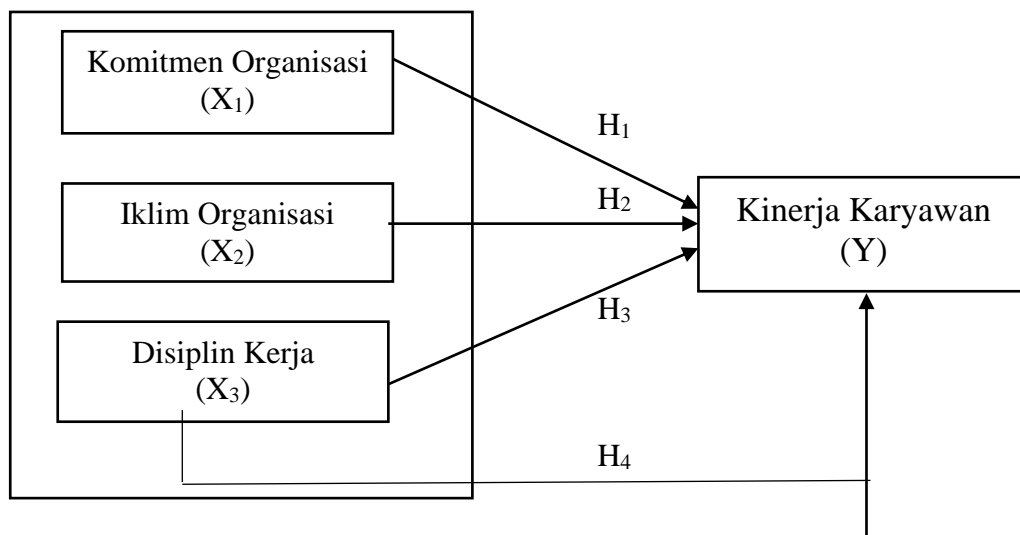 Komitmen Organisasi
(X₁)
H₁
Iklim Organisasi
(X₂)
H₂
Kinerja Karyawan
(Y)
Disiplin Kerja
(X₃)
H₃
H₄